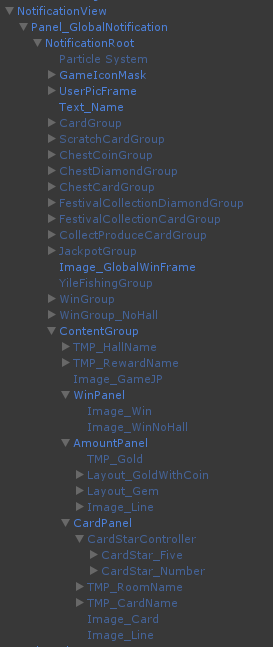 NotificationView
Panel_GlobalNotification
NotificationRoot
Particle System
GameIconMask
UserPicFrame
Text_Name
CardGroup
ScratchCardGroup
ChestCoinGroup
ChestDiamondGroup
ChestCardGroup
FestivalCollectionDiamondGroup
FestivalCollectionCardGroup
CollectProduceCardGroup
JackpotGroup
Image_GlobalWinFrame
YileFishingGroup
WinGroup
WinGroup_NoHall
ContentGroup
TMP_HallName
TMP_RewardName
Image_GameJP
WinPanel
Image_Win
Image_WinNoHall
AmountPanel
TMP_Gold
Layout_GoldWithCoin
Layout_Gem
Image_Line
CardPanel
CardStarController
CardStar_Five
CardStar_Number
TMP_RoomName
TMP_CardName
Image_Card
Image_Line